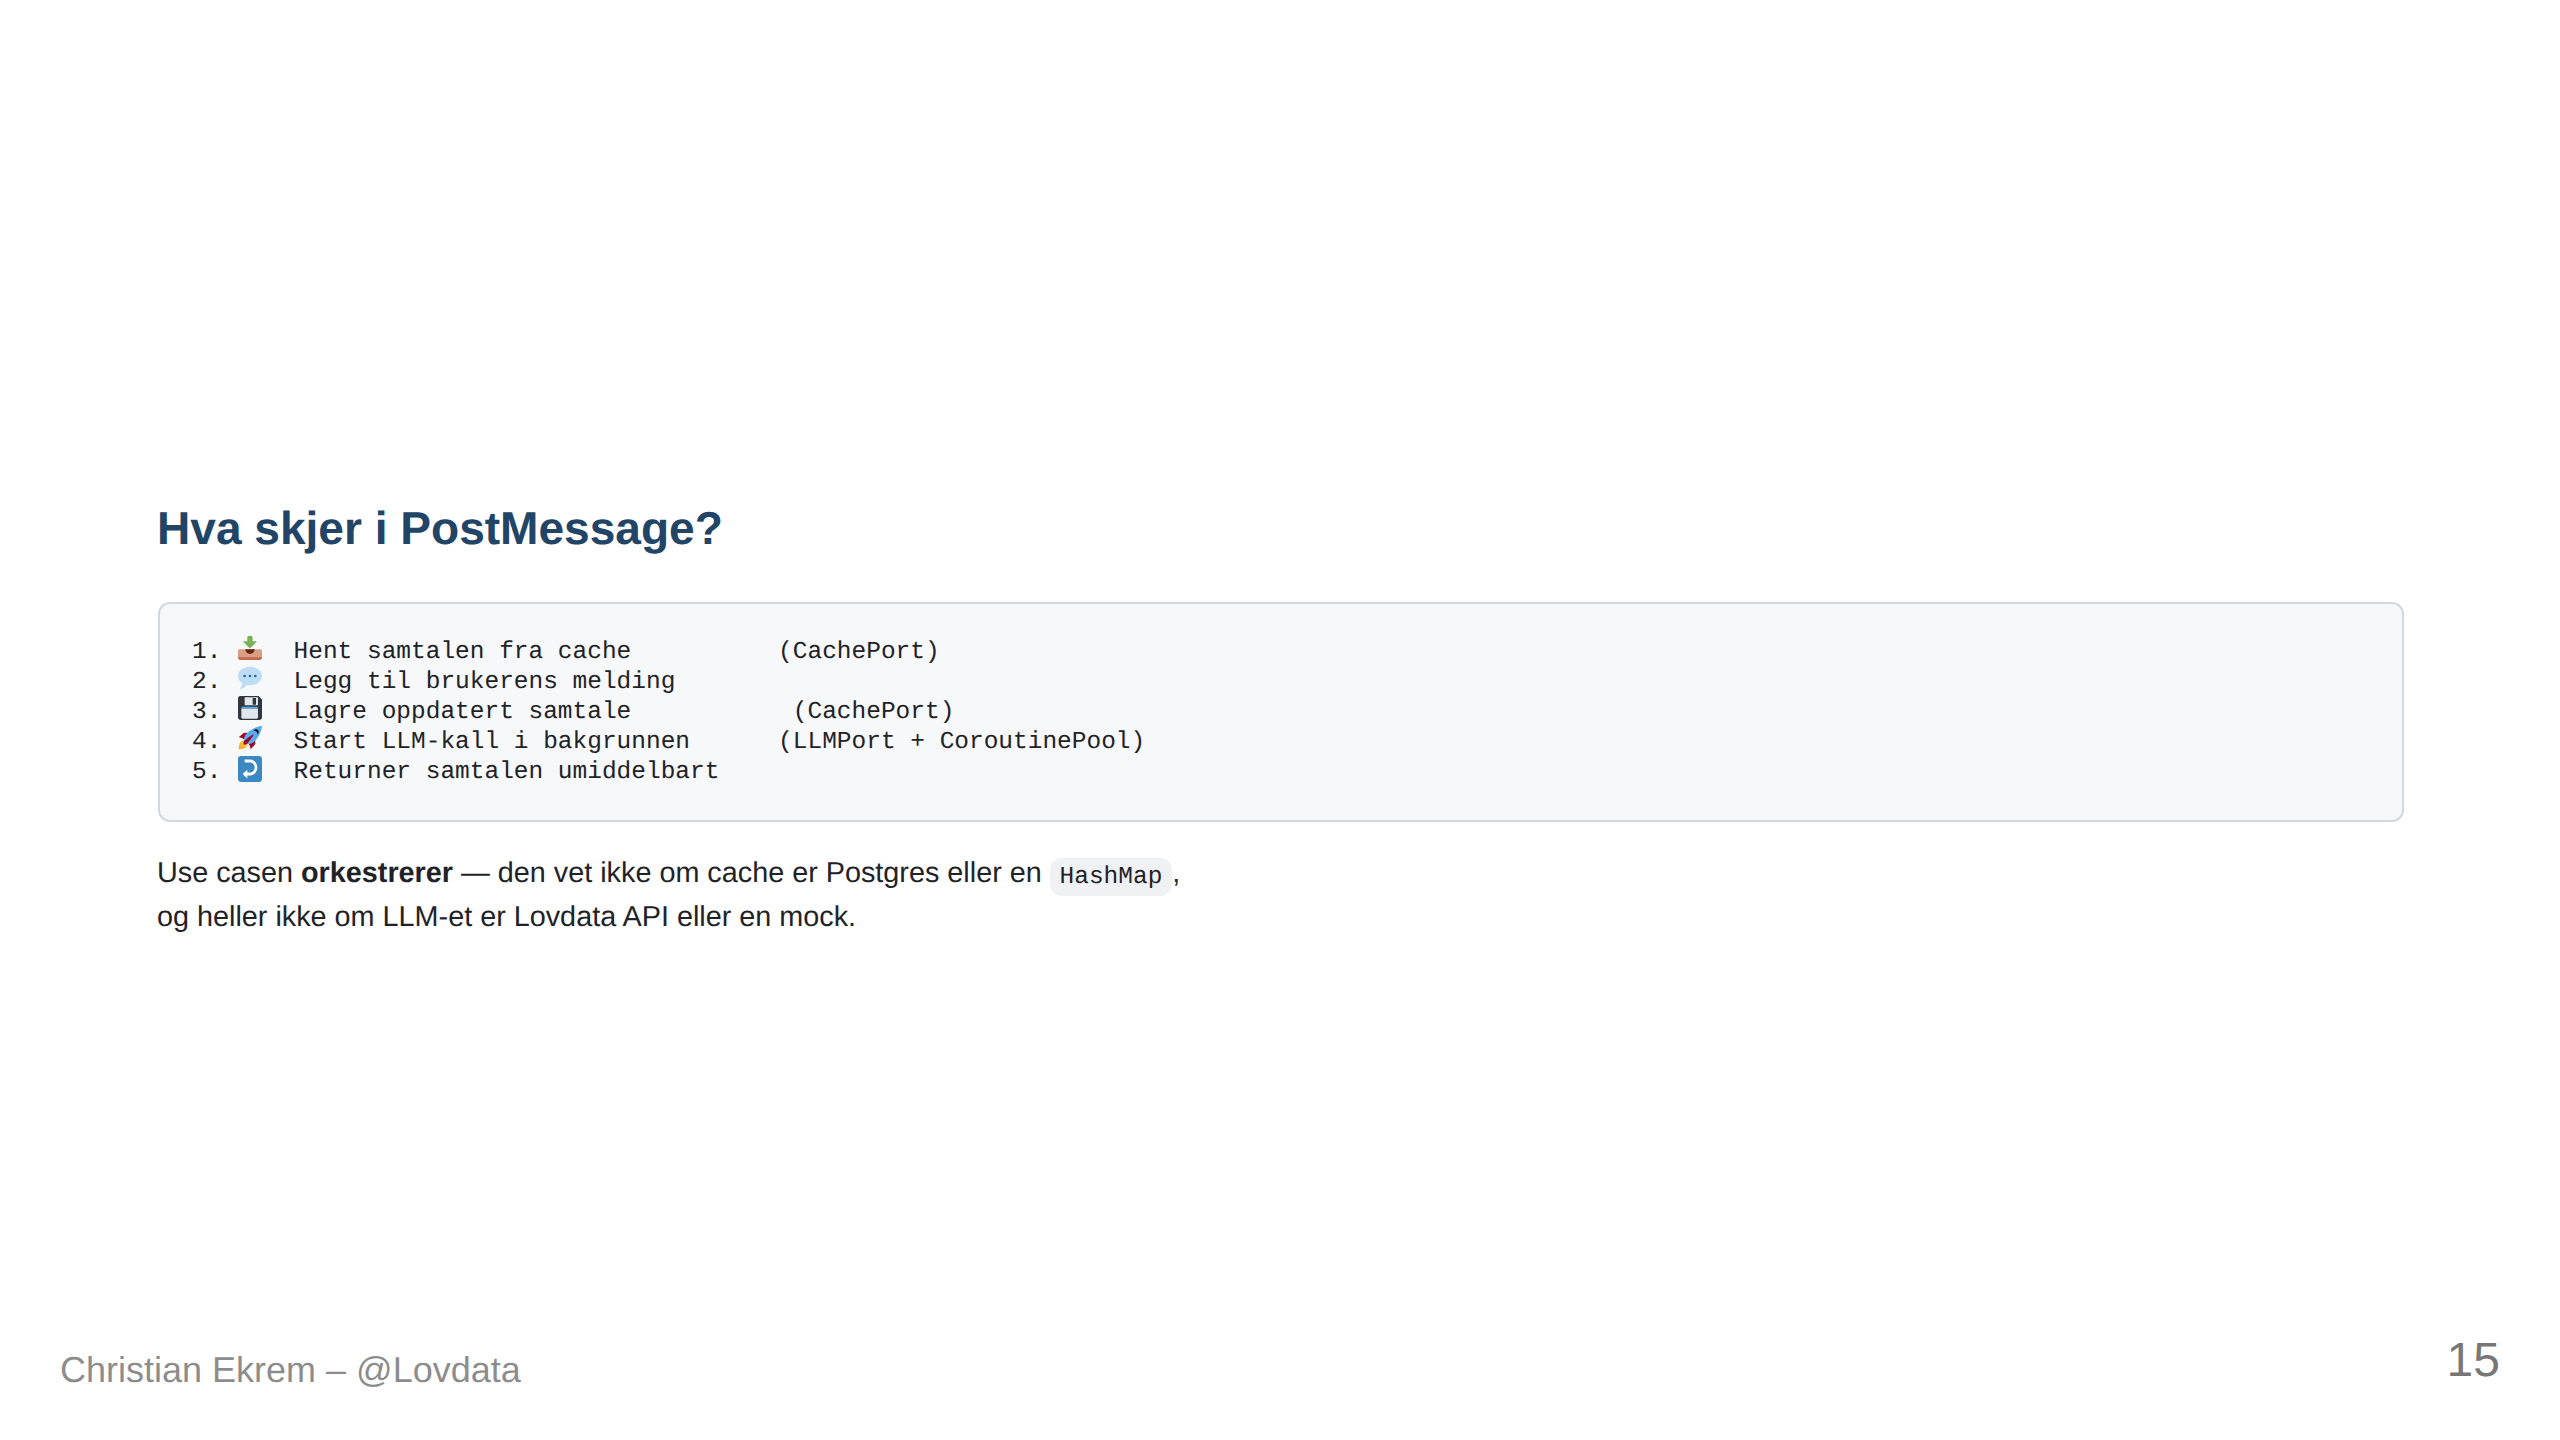 Hva skjer i PostMessage?
1. 📥  Hent samtalen fra cache          (CachePort)
2. 💬  Legg til brukerens melding
3. 💾  Lagre oppdatert samtale           (CachePort)
4. 🚀  Start LLM-kall i bakgrunnen      (LLMPort + CoroutinePool)
5. ↩️  Returner samtalen umiddelbart
Use casen orkestrerer — den vet ikke om cache er Postgres eller en HashMap,
og heller ikke om LLM-et er Lovdata API eller en mock.
Christian Ekrem – @Lovdata
15